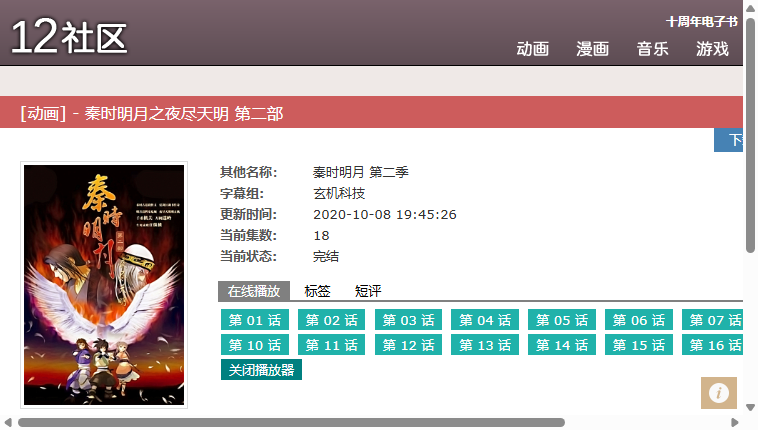 12社区
十周年电子书
动画 漫画 音乐 游戏
[动画] - 秦时明月之夜尽天明 第二部
下
其他名称: 秦时明月 第二季
字幕组: 玄机科技
更新时间: 2020-10-08 19:45:26
当前集数: 18
当前状态: 完结
秦時明月
在线播放 标签 短评
第 01 话 第 02 话 第 03 话 第 04 话 第 05 话 第 06 话 第 07 话
第 10 话 第 11 话 第 12 话 第 13 话 第 14 话 第 15 话 第 16 话
关闭播放器